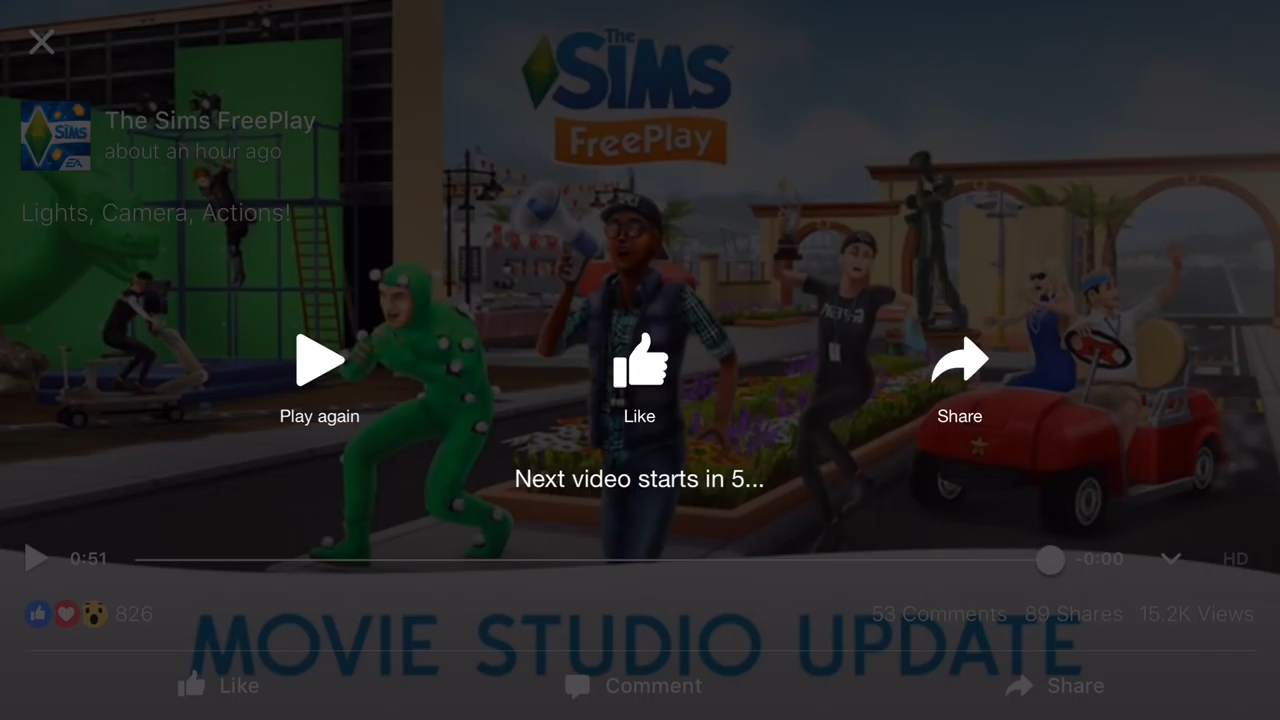 The
SiMS
FreePlay
SiMS
EA
The Sims FreePlay
about an hour ago
Lights, Camera, Actions!
Play again
Like
Share
Next video starts in 5...
0:51
-0:00
HD
826
53 Comments
89 Shares
15.2K Views
MOVIE STUDIO UPDATE
Like
Comment
Share